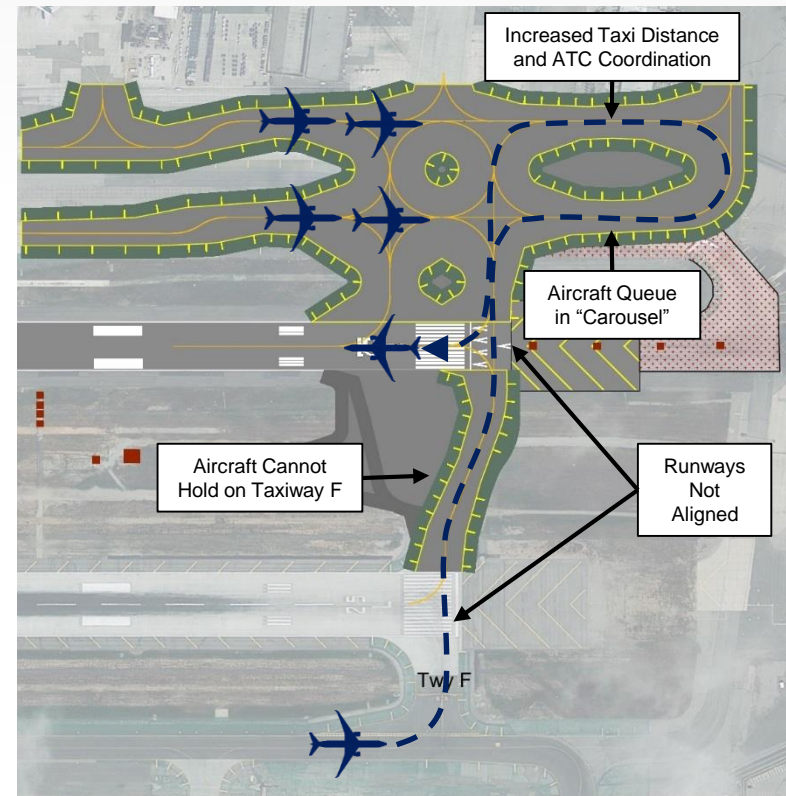 Increased Taxi Distance
and ATC Coordination
Aircraft Queue
in “Carousel”
Aircraft Cannot
Hold on Taxiway F
Runways
Not
Aligned
Twy F